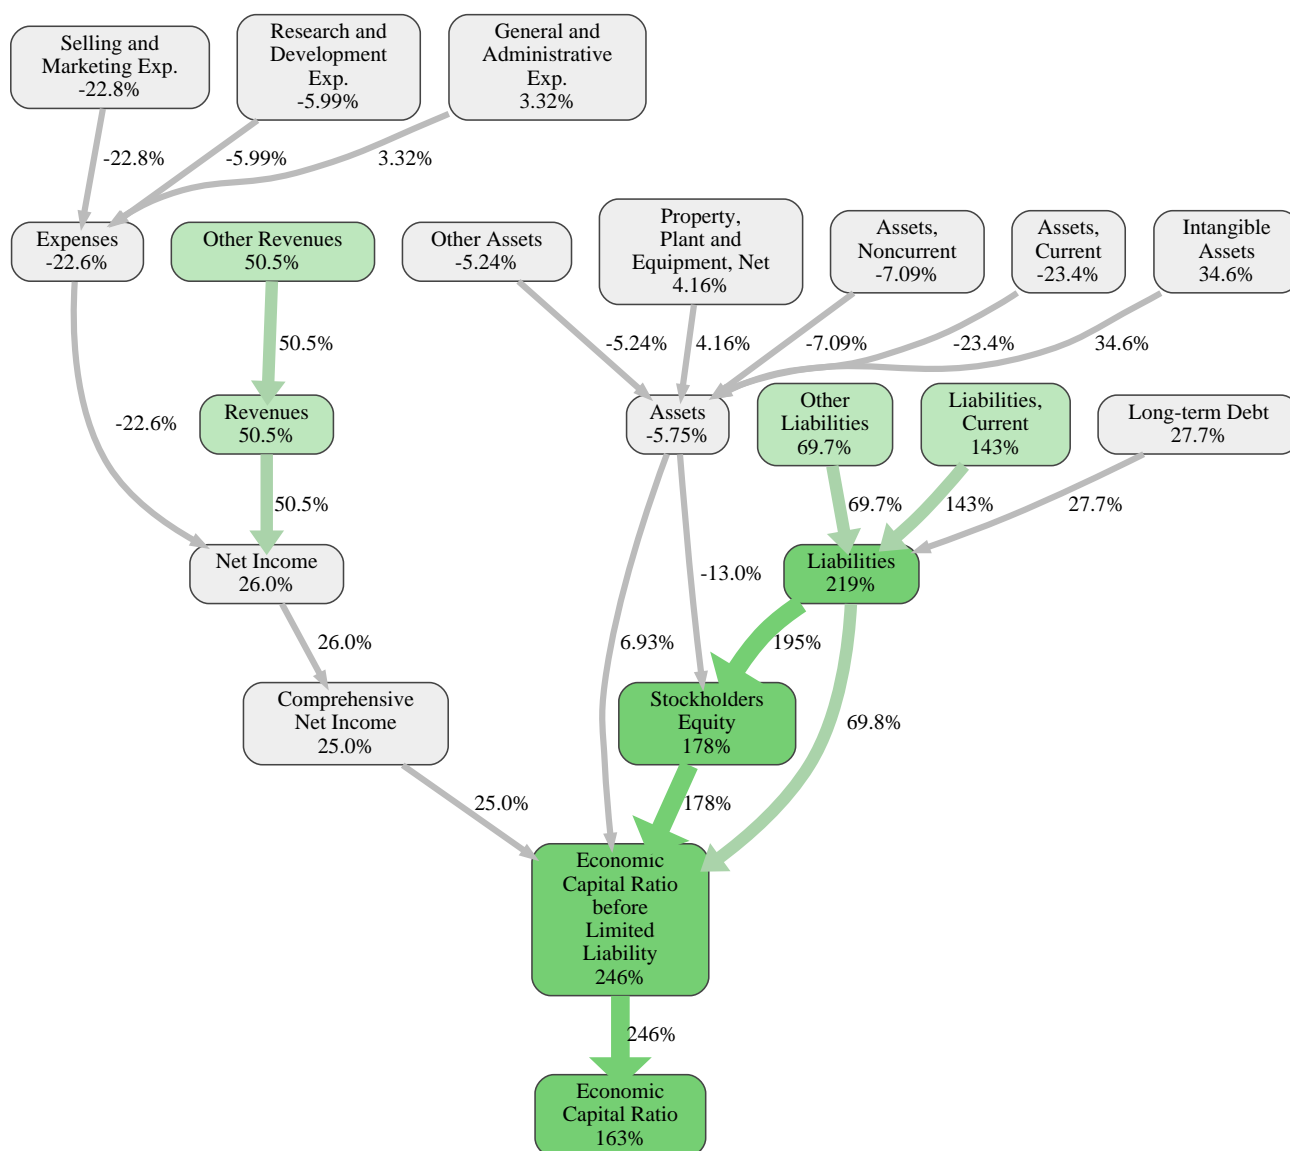 Selling and
Marketing Exp.
-22.8%
Research and
Development
Exp.
-5.99%
General and
Administrative
Exp.
3.32%
-22.8%
-5.99%
3.32%
Expenses
-22.6%
Other Revenues
50.5%
Other Assets
-5.24%
Property,
Plant and
Equipment, Net
4.16%
Assets,
Noncurrent
-7.09%
Assets,
Current
-23.4%
Intangible
Assets
34.6%
50.5%
-5.24%
4.16%
-7.09%
-23.4%
34.6%
-22.6%
Revenues
50.5%
Assets
-5.75%
Other
Liabilities
69.7%
Liabilities,
Current
143%
Long-term Debt
27.7%
50.5%
69.7%
143%
27.7%
Net Income
26.0%
-13.0%
Liabilities
219%
26.0%
6.93%
195%
Comprehensive
Net Income
25.0%
Stockholders
Equity
178%
69.8%
25.0%
178%
Economic
Capital Ratio
before
Limited
Liability
246%
246%
Economic
Capital Ratio
163%